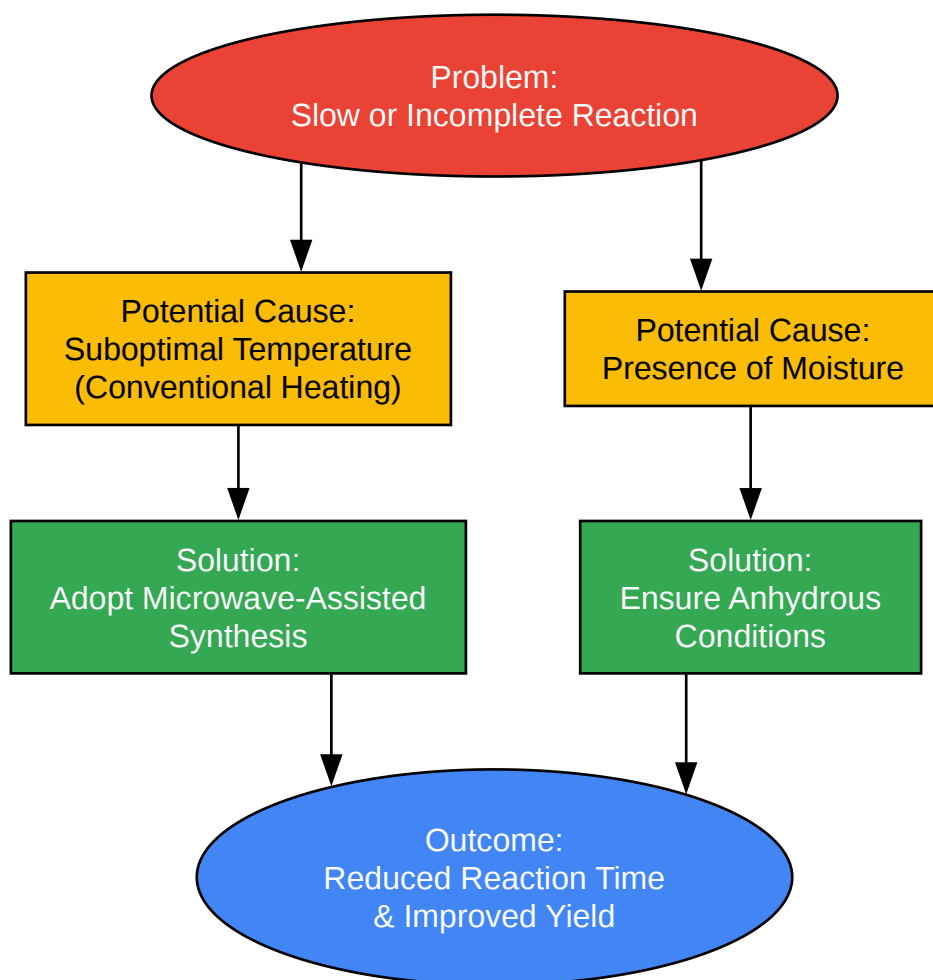 Problem:
Slow or Incomplete Reaction
Potential Cause:
Suboptimal Temperature
(Conventional Heating)
Potential Cause:
Presence of Moisture
Solution:
Adopt Microwave-Assisted
Synthesis
Solution:
Ensure Anhydrous
Conditions
Outcome:
Reduced Reaction Time
& Improved Yield